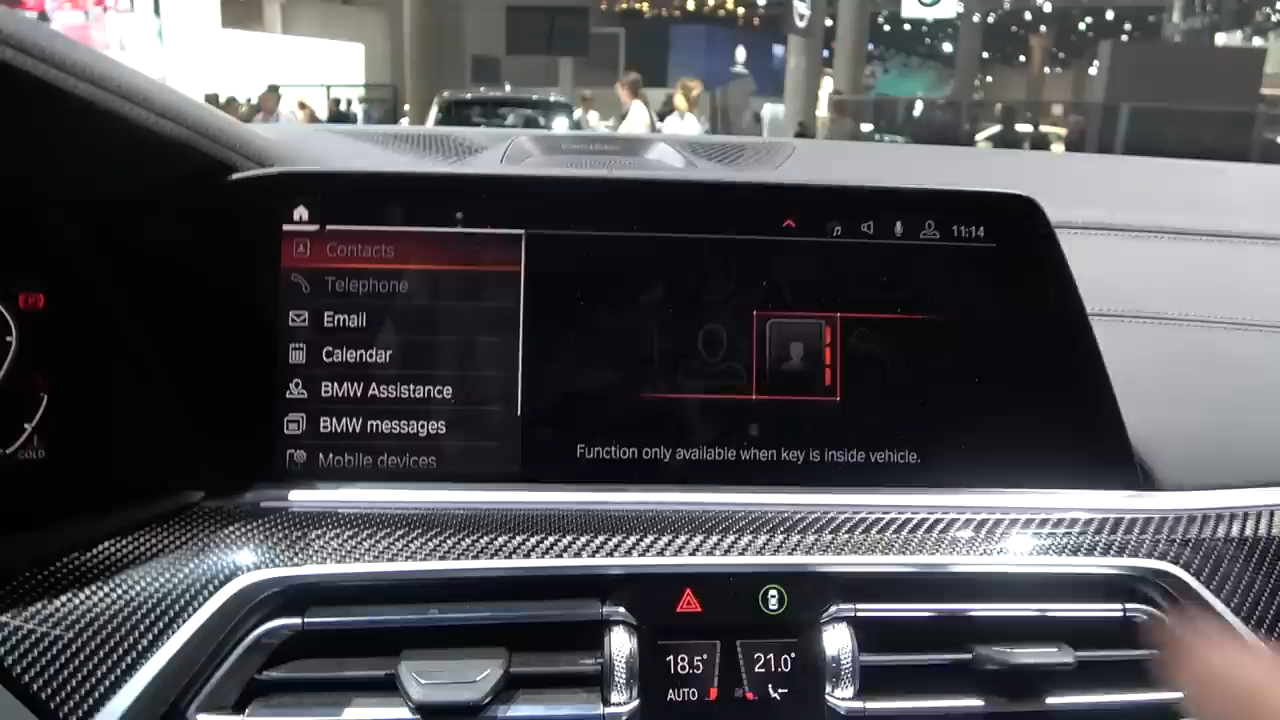 11:14
Contacts
Telephone
Email
Calendar
BMW Assistance
BMW messages
Mobile devices
Function only available when key is inside vehicle.
COLD
18.5°
21.0°
AUTO